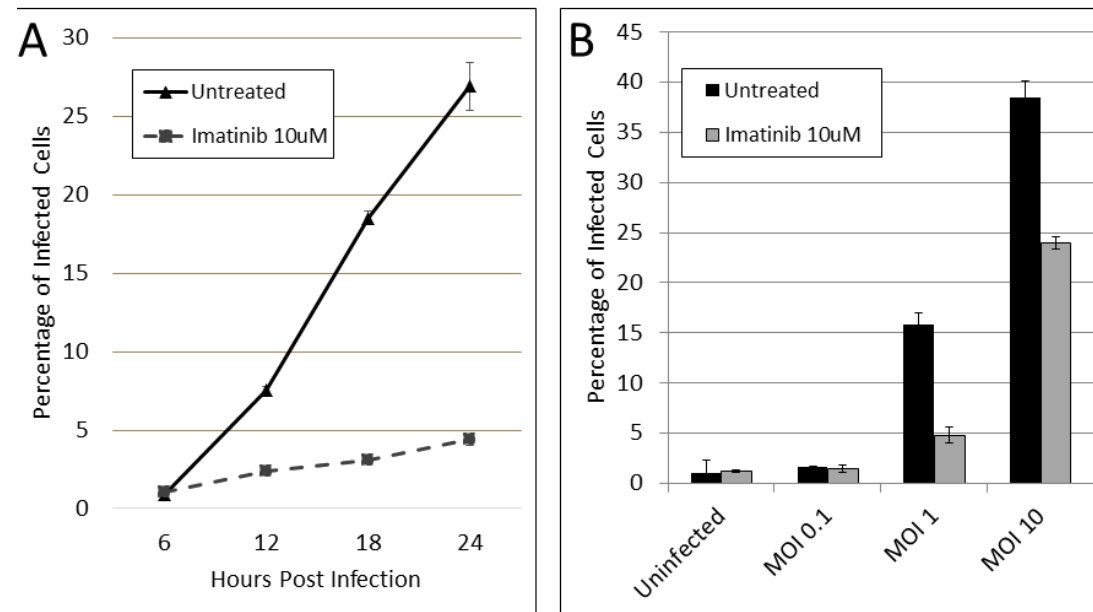 A
Percentage of Infected Cells
30
25
20
15
10
5
0
Untreated
Imatinib 10uM
6 12 18 24
Hours Post Infection
B
Percentage of Infected Cells
45
40
35
30
25
20
15
10
5
0
Untreated
Imatinib 10uM
Uninfected
MOI 0.1
MOI 1
MOI 10